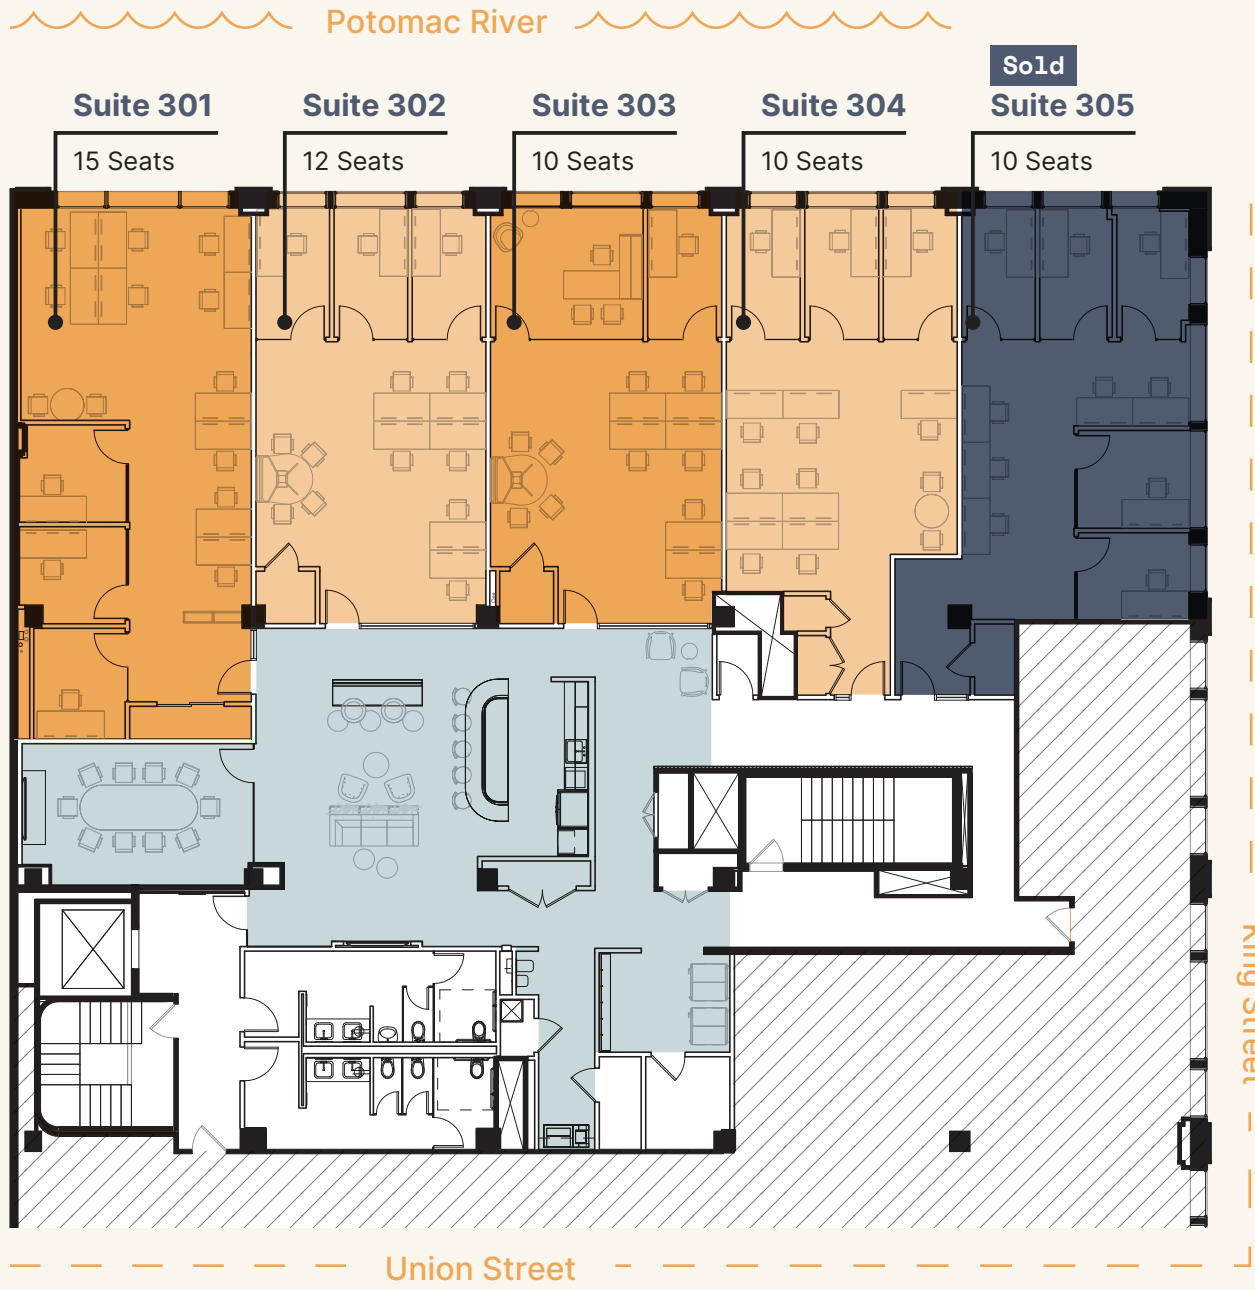 Potomac River
Sold
Suite 301
Suite 302
Suite 303
Suite 304
Suite 305
15 Seats
12 Seats
10 Seats
10 Seats
10 Seats
King Street
Union Street